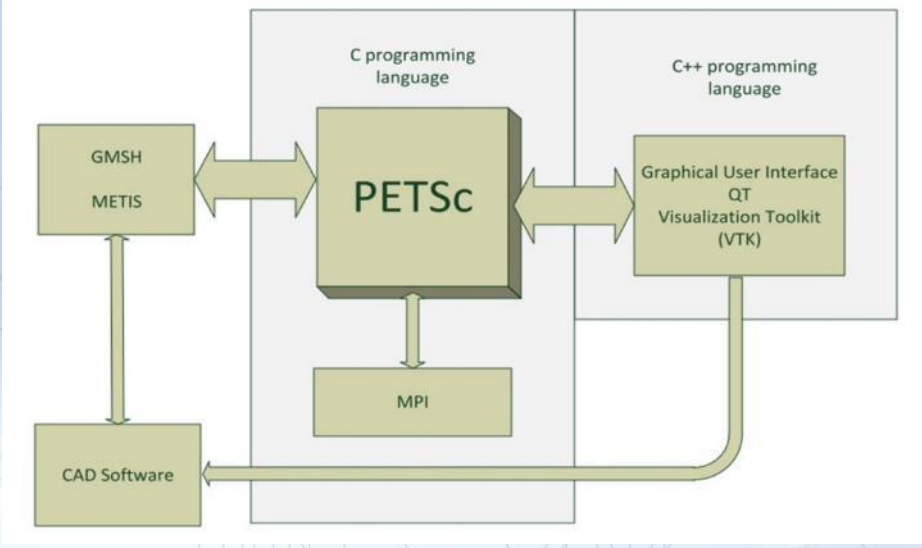 C programming
language
C++ programming
language
GMSH
METIS
PETSc
Graphical User Interface
QT
Visualization Toolkit
(VTK)
MPI
CAD Software